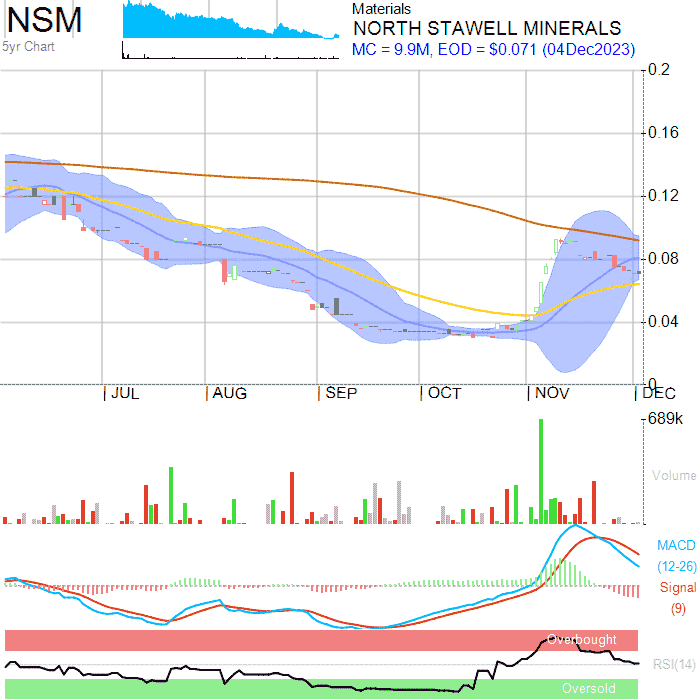 NSM
5yr Chart
Materials
NORTH STAWELL MINERALS
MC = 9.9M, EOD = $0.071 (04Dec2023)
0.2
0.16
0.12
0.08
0.04
0
JUL AUG SEP OCT NOV DEC
689k
Volume
MACD
(12-26)
Signal
(9)
Overbought
RSI(14)
Oversold